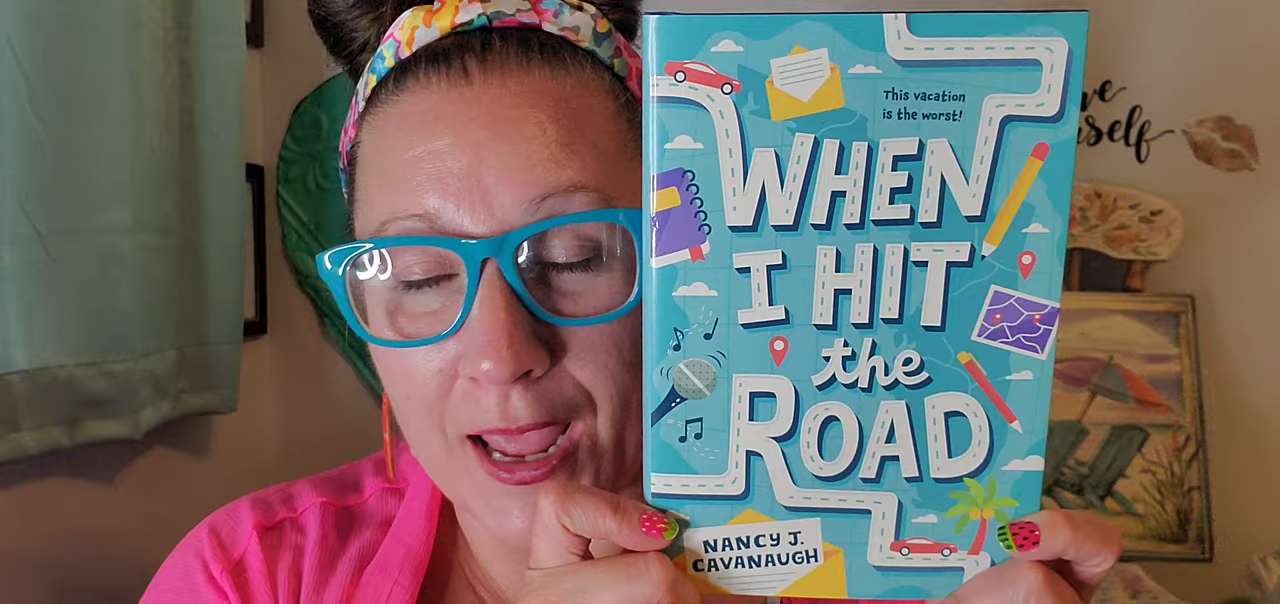 This vacation
is the worst!
WHEN
I HIT
the
ROAD
NANCY J.
CAVANAUGH